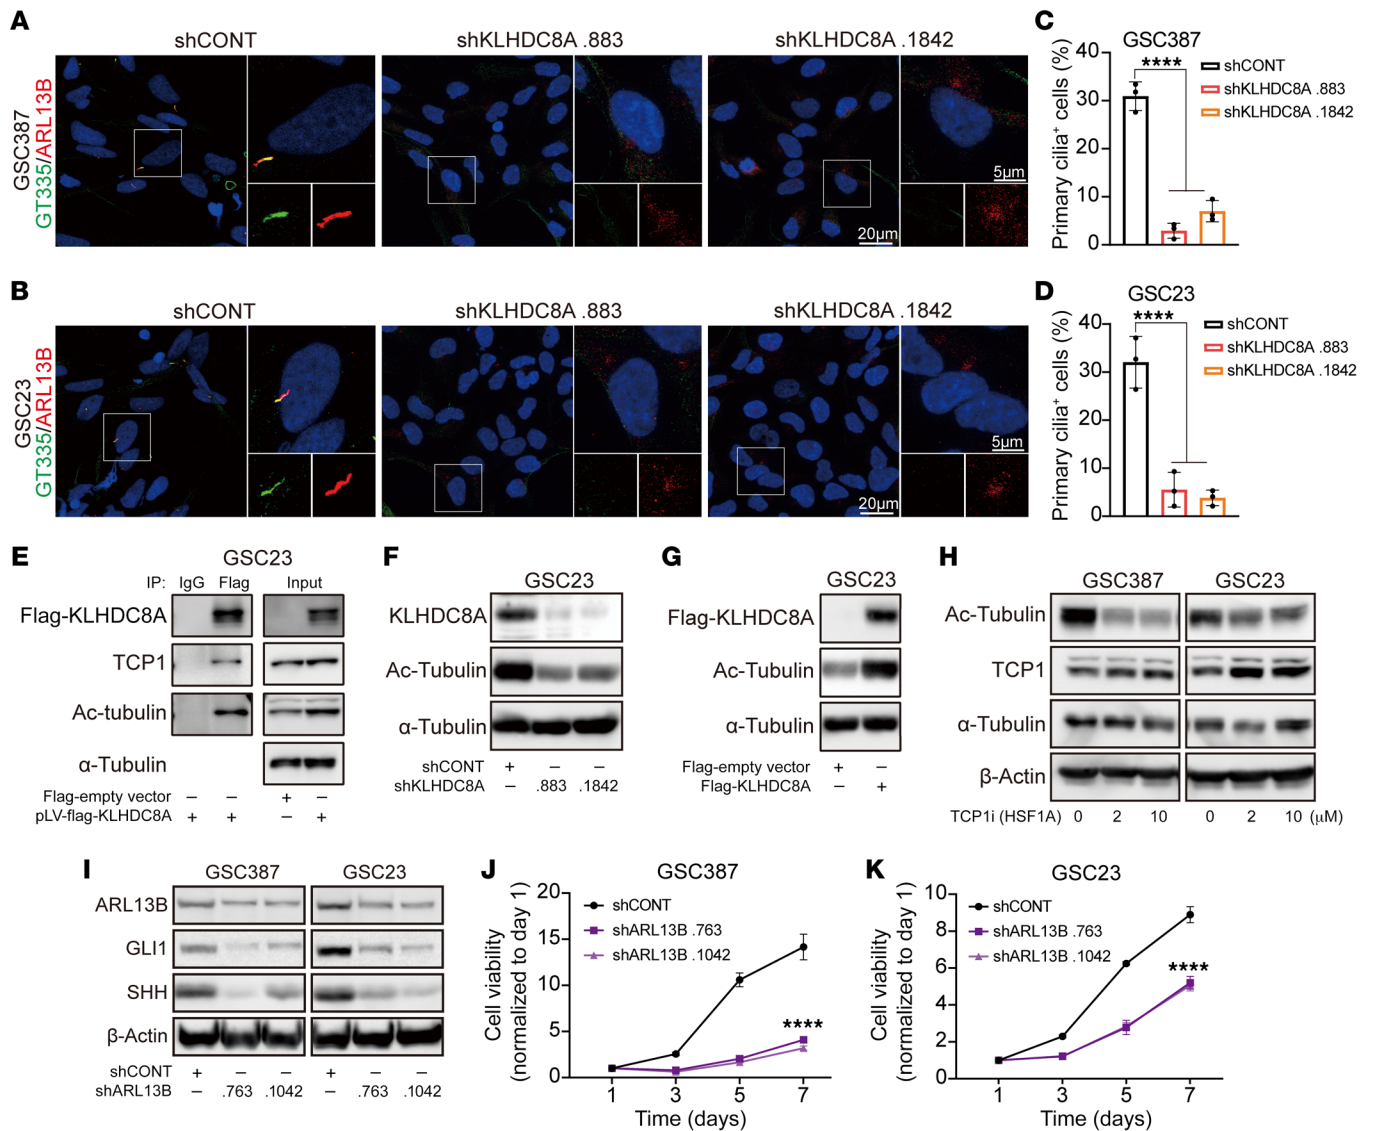 A
shCONT
shKLHDC8A .883
shKLHDC8A .1842
GSC387
GT335/ARL13B
5µm
20µm
C
GSC387
Primary cilia+ cells (%)
40
30
20
10
0
****
shCONT
shKLHDC8A .883
shKLHDC8A .1842
B
shCONT
shKLHDC8A .883
shKLHDC8A .1842
GSC23
GT335/ARL13B
5µm
20µm
D
GSC23
Primary cilia+ cells (%)
40
30
20
10
0
****
shCONT
shKLHDC8A .883
shKLHDC8A .1842
E
GSC23
IP: IgG Flag Input
Flag-KLHDC8A
TCP1
Ac-tubulin
α-Tubulin
Flag-empty vector − − + −
pLV-flag-KLHDC8A + + − +
F
GSC23
KLHDC8A
Ac-Tubulin
α-Tubulin
shCONT + − −
shKLHDC8A − .883 .1842
G
GSC23
Flag-KLHDC8A
Ac-Tubulin
α-Tubulin
Flag-empty vector + −
Flag-KLHDC8A − +
H
GSC387 GSC23
Ac-Tubulin
TCP1
α-Tubulin
β-Actin
TCP1i (HSF1A) 0 2 10 0 2 10 (µM)
I
GSC387 GSC23
ARL13B
GLI1
SHH
β-Actin
shCONT + − − + − −
shARL13B − .763 .1042 − .763 .1042
J
GSC387
Cell viability
(normalized to day 1)
20
15
10
5
0
shCONT
shARL13B .763
shARL13B .1042
****
1 3 5 7
Time (days)
K
GSC23
Cell viability
(normalized to day 1)
10
8
6
4
2
0
shCONT
shARL13B .763
shARL13B .1042
****
1 3 5 7
Time (days)